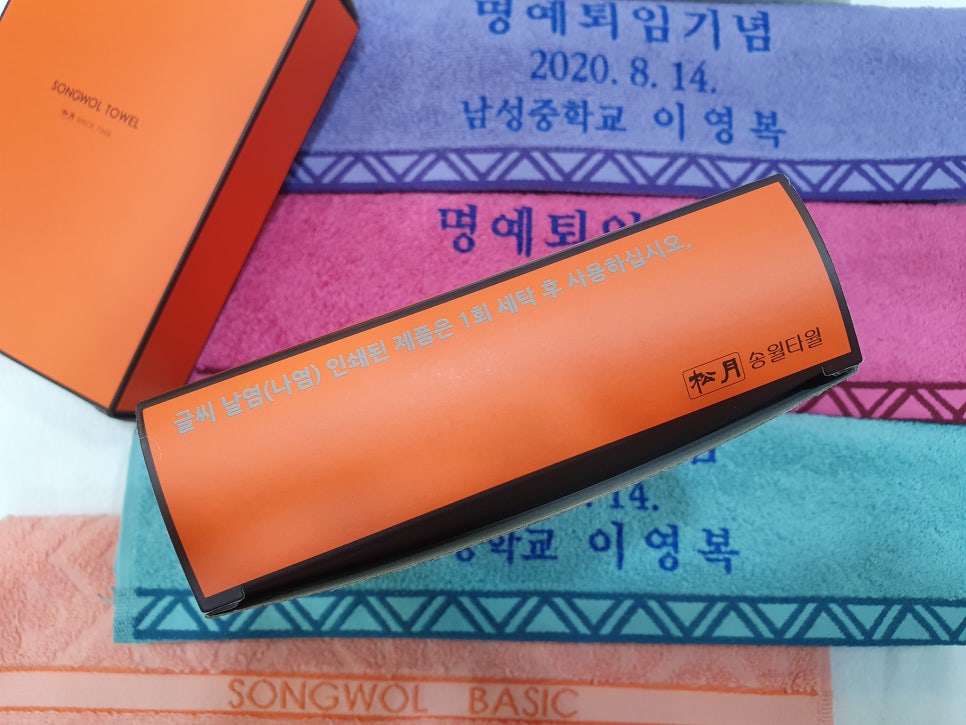 SONGWOL TOWEL
松月 SINCE 1949
명예퇴임기념
2020. 8. 14.
남성중학교 이영복
명예퇴임
글씨 날염(나염) 인쇄된 제품은 1회 세탁 후 사용하십시오.
松月 송월타월
14.
중학교 이영복
SONGWOL BASIC